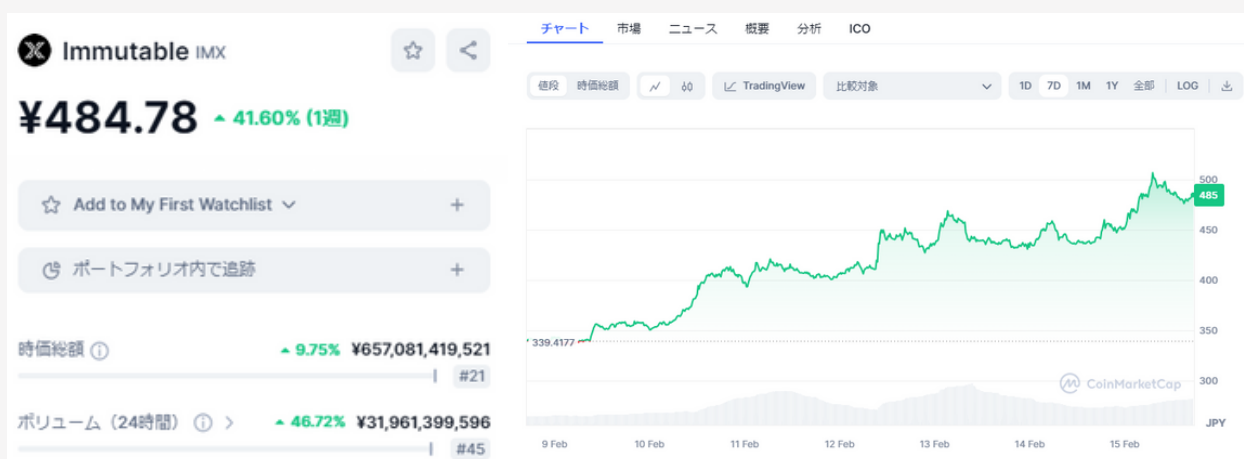 Immutable IMX
¥484.78 41.60% (1週)
Add to My First Watchlist
ポートフォリオ内で追跡
時価総額 9.75% ¥657,081,419,521
#21
ボリューム（24時間） 46.72% ¥31,961,399,596
#45
チャート 市場 ニュース 概要 分析 ICO
値段 時価総額 TradingView 比較対象 1D 7D 1M 1Y 全部 LOG
500
485
450
400
350
339.4177
300
CoinMarketCap
JPY
9 Feb 10 Feb 11 Feb 12 Feb 13 Feb 14 Feb 15 Feb